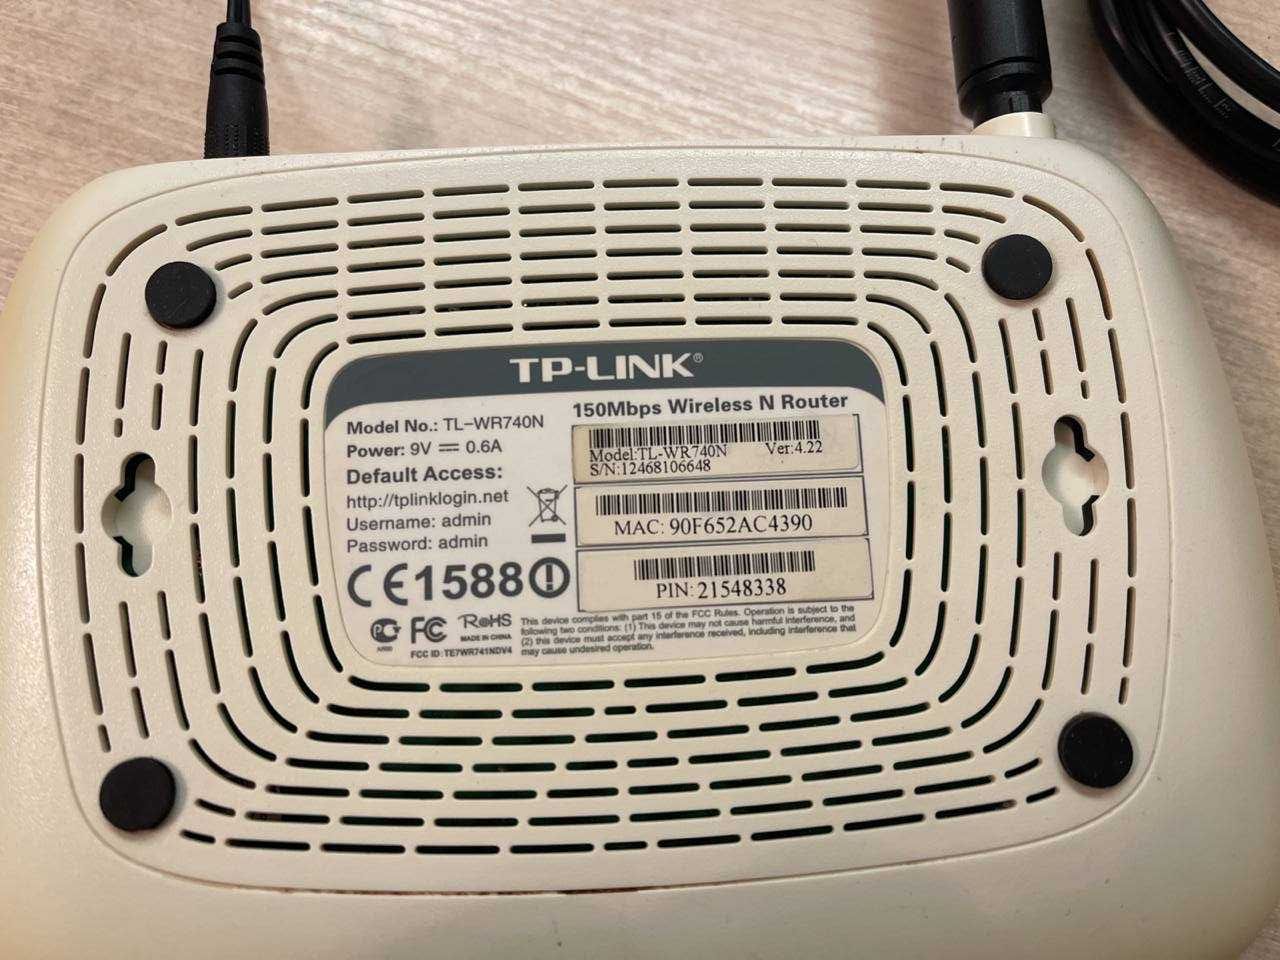 TP-LINK®
150Mbps Wireless N Router
Model No.: TL-WR740N
Power: 9V ⎓ 0.6A
Default Access:
http://tplinklogin.net
Username: admin
Password: admin
CE1588
Model:TL-WR740N Ver:4.22
S/N:12468106648
MAC: 90F652AC4390
PIN: 21548338
FC
RoHS
MADE IN CHINA
FCC ID: TE7WR741NDV4
This device complies with part 15 of the FCC Rules. Operation is subject to the
following two conditions: (1) This device may not cause harmful interference, and
(2) this device must accept any interference received, including interference that
may cause undesired operation.